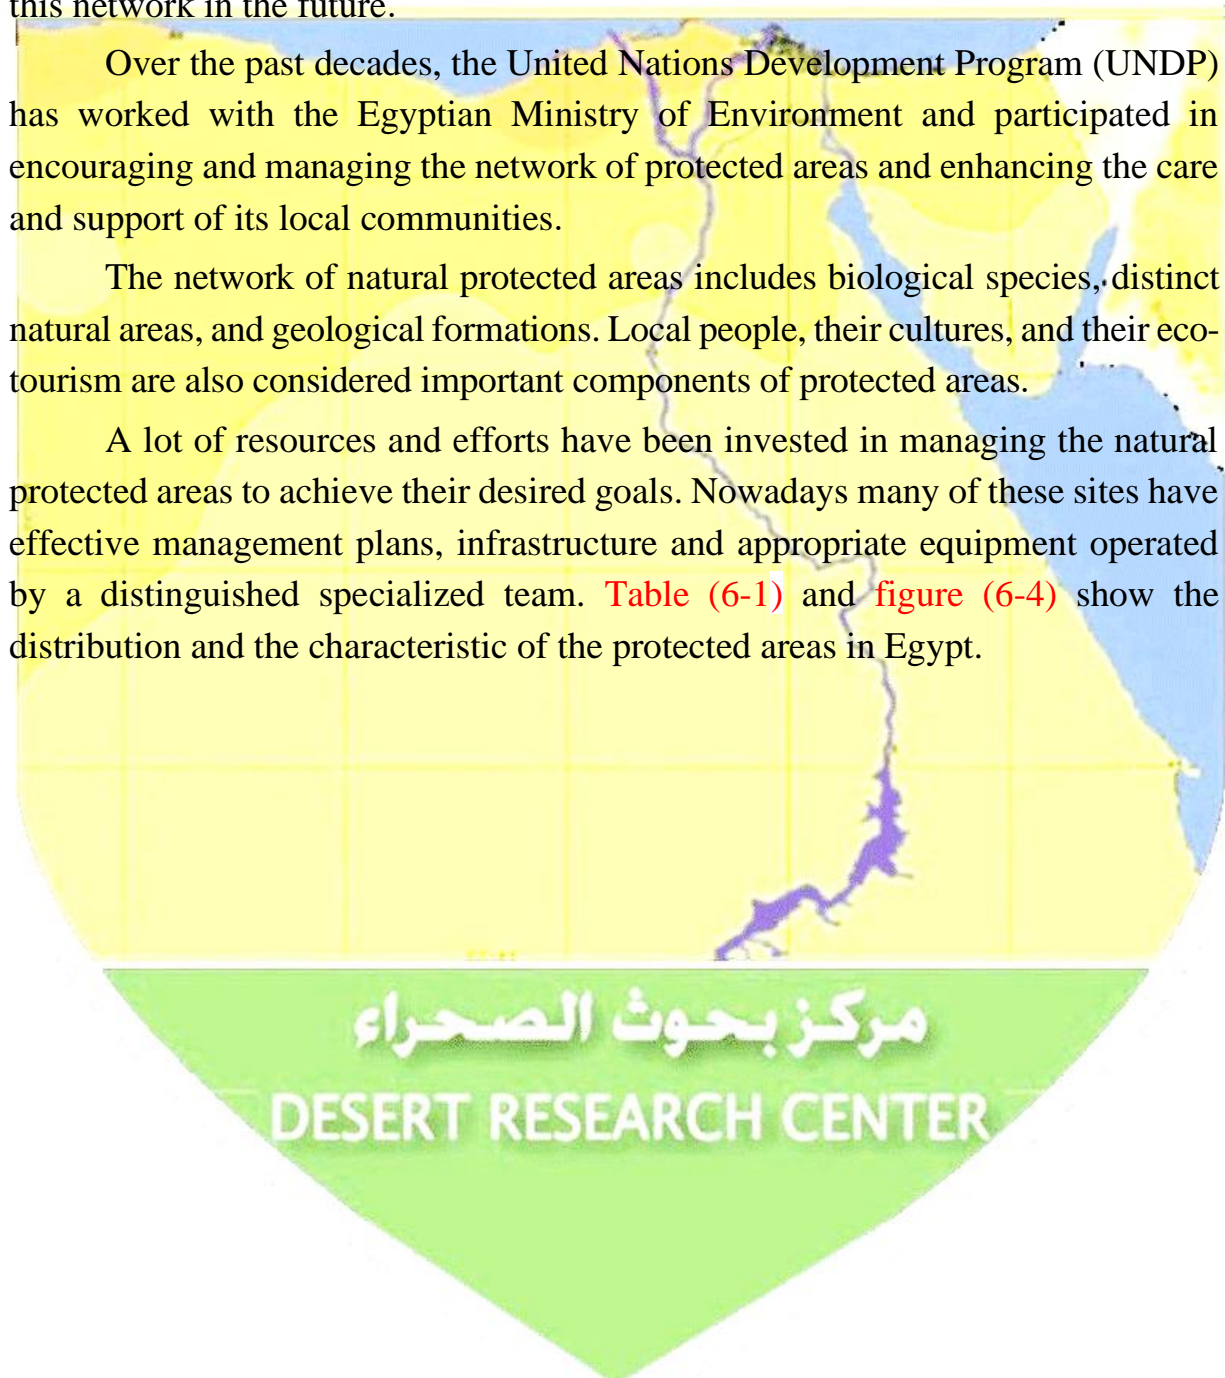 this network in the future.
Over the past decades, the United Nations Development Program (UNDP)
has worked with the Egyptian Ministry of Environment and participated in
encouraging and managing the network of protected areas and enhancing the care
and support of its local communities.
The network of natural protected areas includes biological species, distinct
natural areas, and geological formations. Local people, their cultures, and their eco-
tourism are also considered important components of protected areas.
A lot of resources and efforts have been invested in managing the natural
protected areas to achieve their desired goals. Nowadays many of these sites have
effective management plans, infrastructure and appropriate equipment operated
by a distinguished specialized team. Table (6-1) and figure (6-4) show the
distribution and the characteristic of the protected areas in Egypt.
مركز بحوث الصحراء
DESERT RESEARCH CENTER